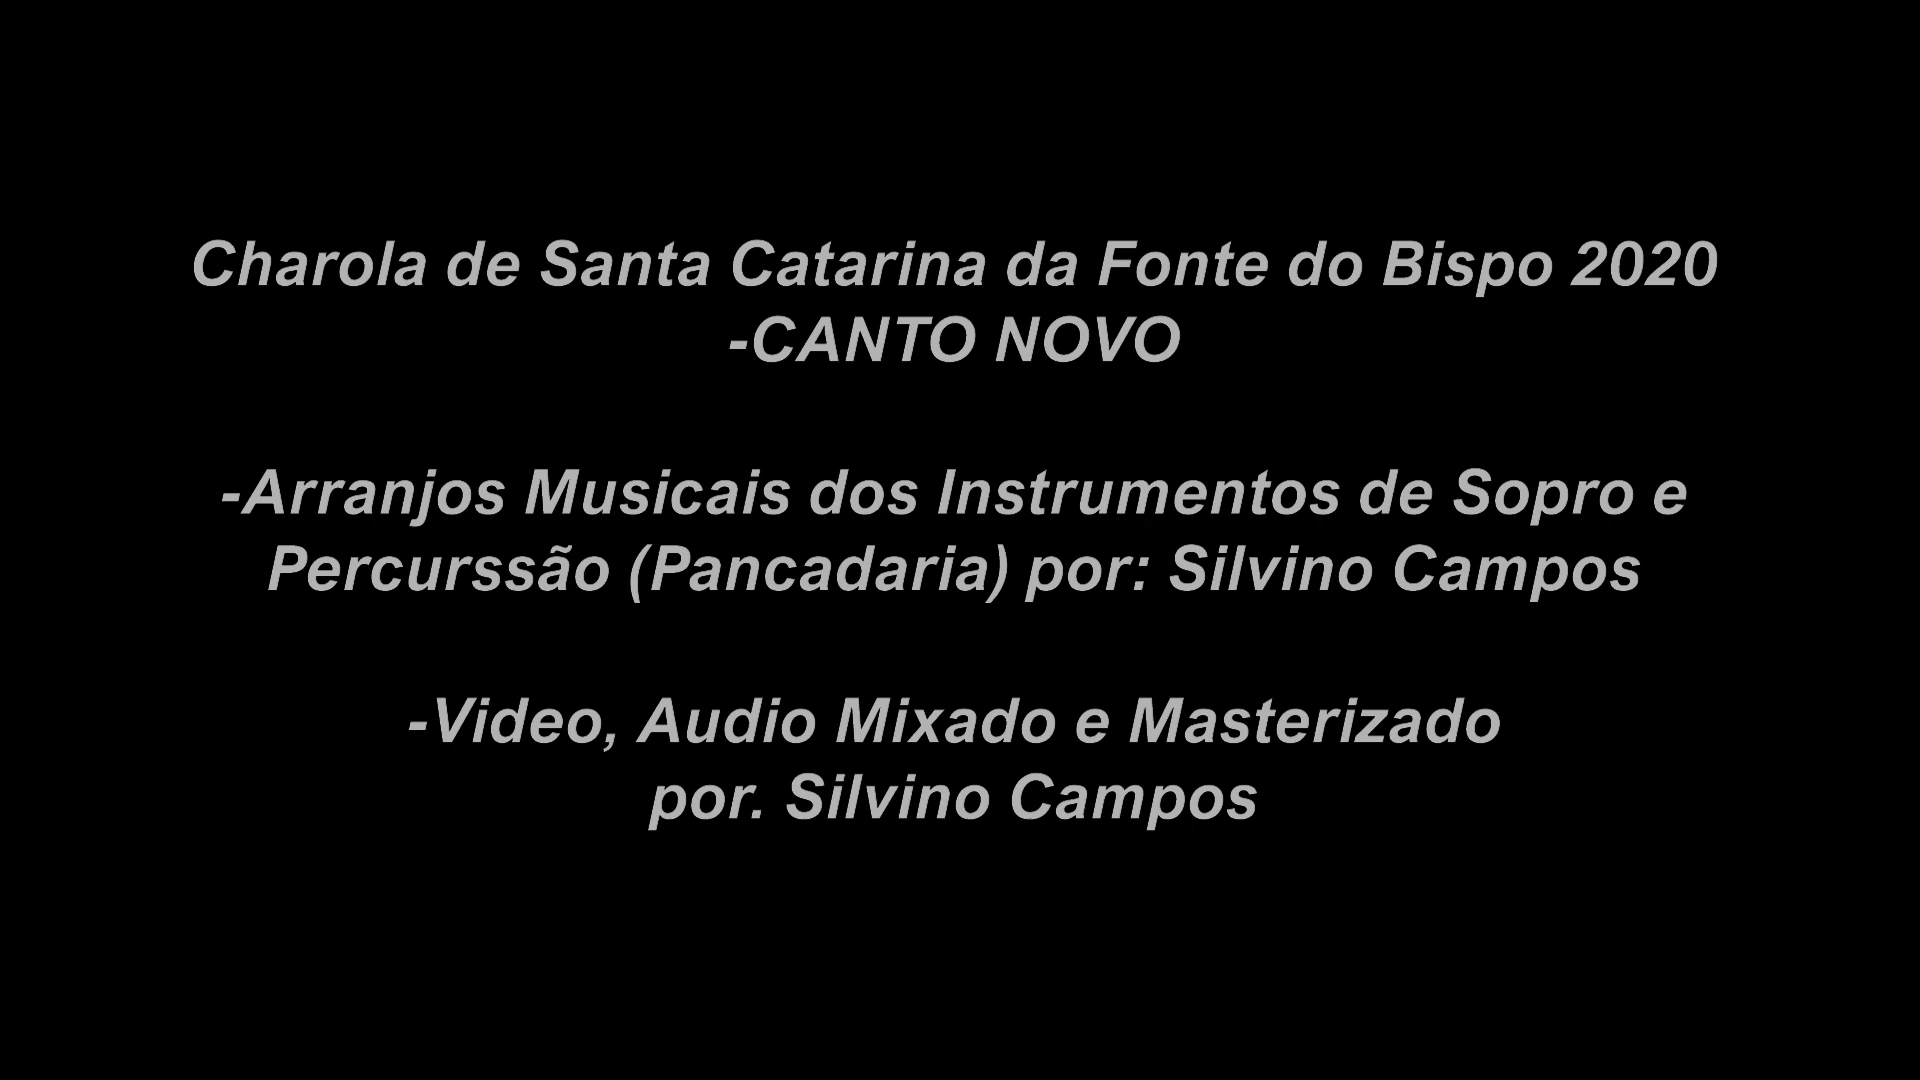 Charola de Santa Catarina da Fonte do Bispo 2020
-CANTO NOVO
-Arranjos Musicais dos Instrumentos de Sopro e
Percurssão (Pancadaria) por: Silvino Campos
-Video, Audio Mixado e Masterizado
por. Silvino Campos